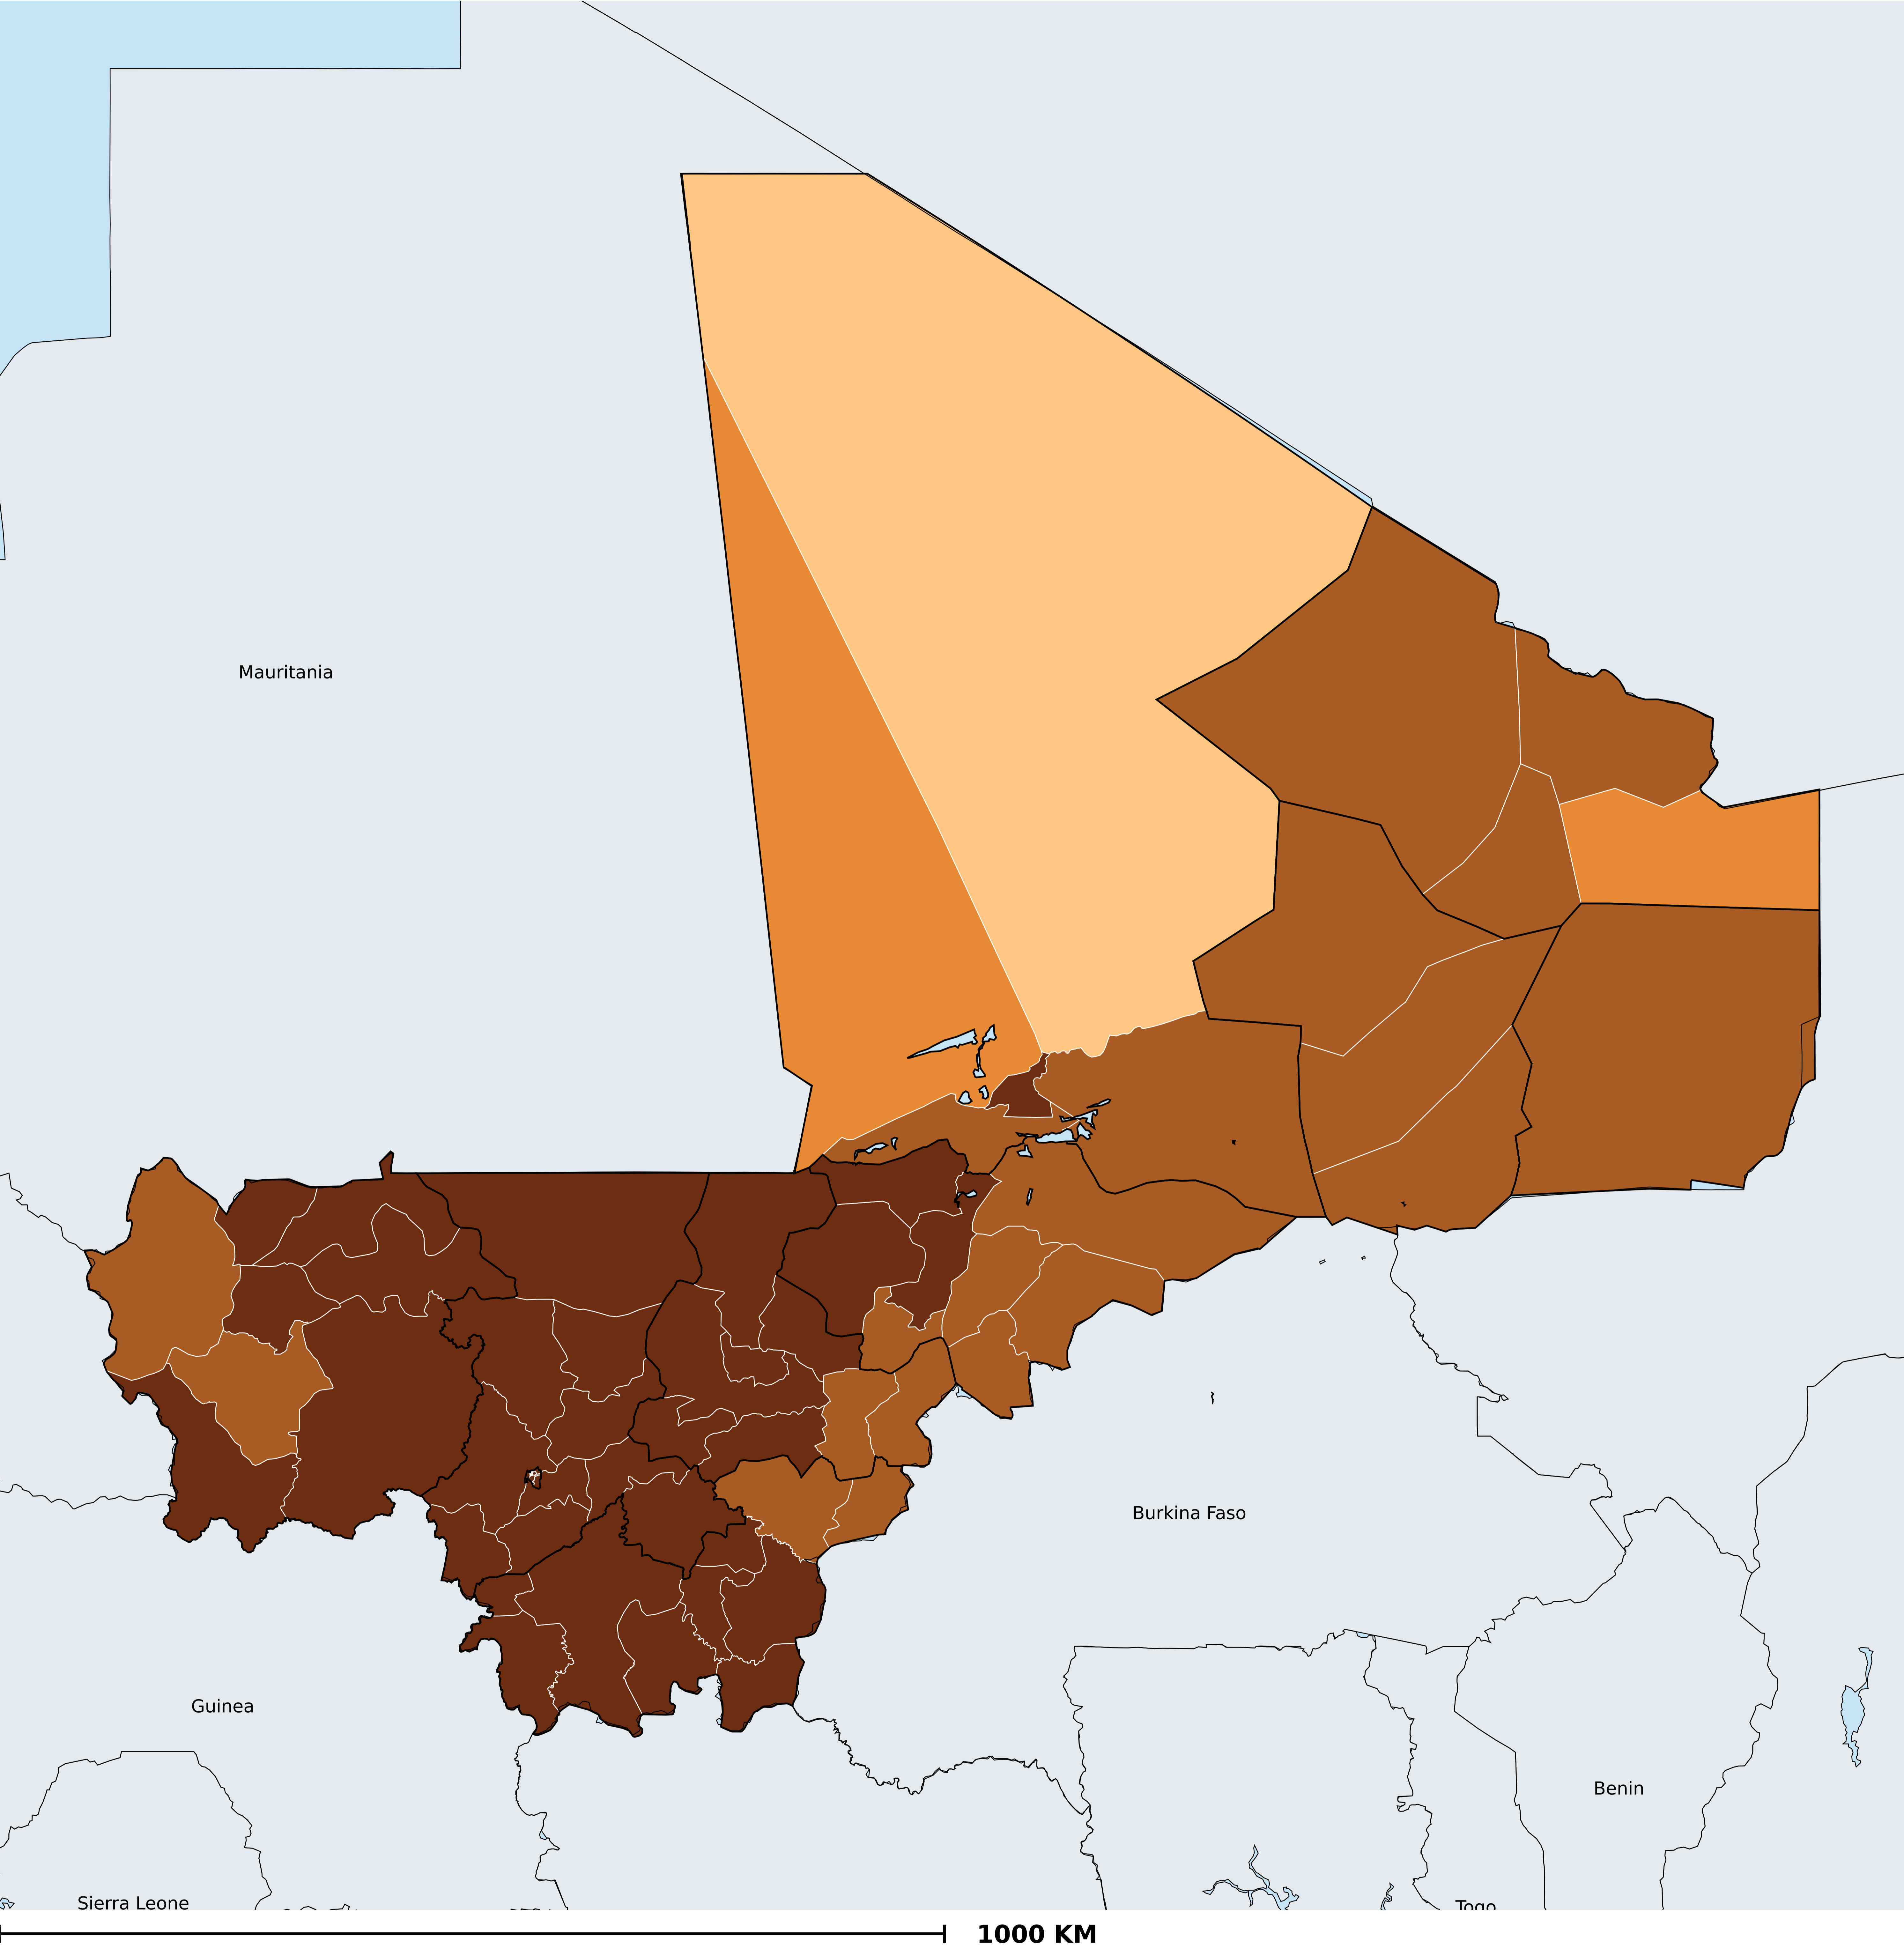 Mauritania
Burkina Faso
Guinea
Benin
Sierra Leone
Togo
1000 KM